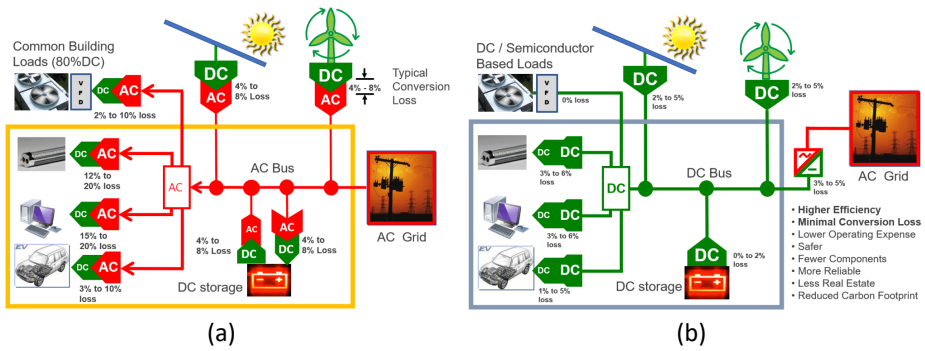 Common Building
Loads (80%DC)
V
F
D
DC
AC
2% to 10% loss
DC
AC
4% to
8% Loss
DC
AC
4% - 8%
Typical
Conversion
Loss
DC
AC
12% to
20% loss
DC
AC
15% to
20% loss
EV
DC
AC
3% to 10%
loss
AC
AC Bus
AC
DC
4% to
8% Loss
AC
DC
4% to
8% Loss
DC storage
AC Grid
(a)
DC / Semiconductor
Based Loads
V
F
D
0% loss
DC
2% to 5%
loss
DC
2% to 5%
loss
DC
DC
3% to 6%
loss
DC
DC
3% to 6%
loss
EV
DC
DC
1% to 5%
loss
DC
DC Bus
DC
0% to 2%
loss
DC storage
3% to 5%
loss
AC Grid
• Higher Efficiency
• Minimal Conversion Loss
• Lower Operating Expense
• Safer
• Fewer Components
• More Reliable
• Less Real Estate
• Reduced Carbon Footprint
(b)